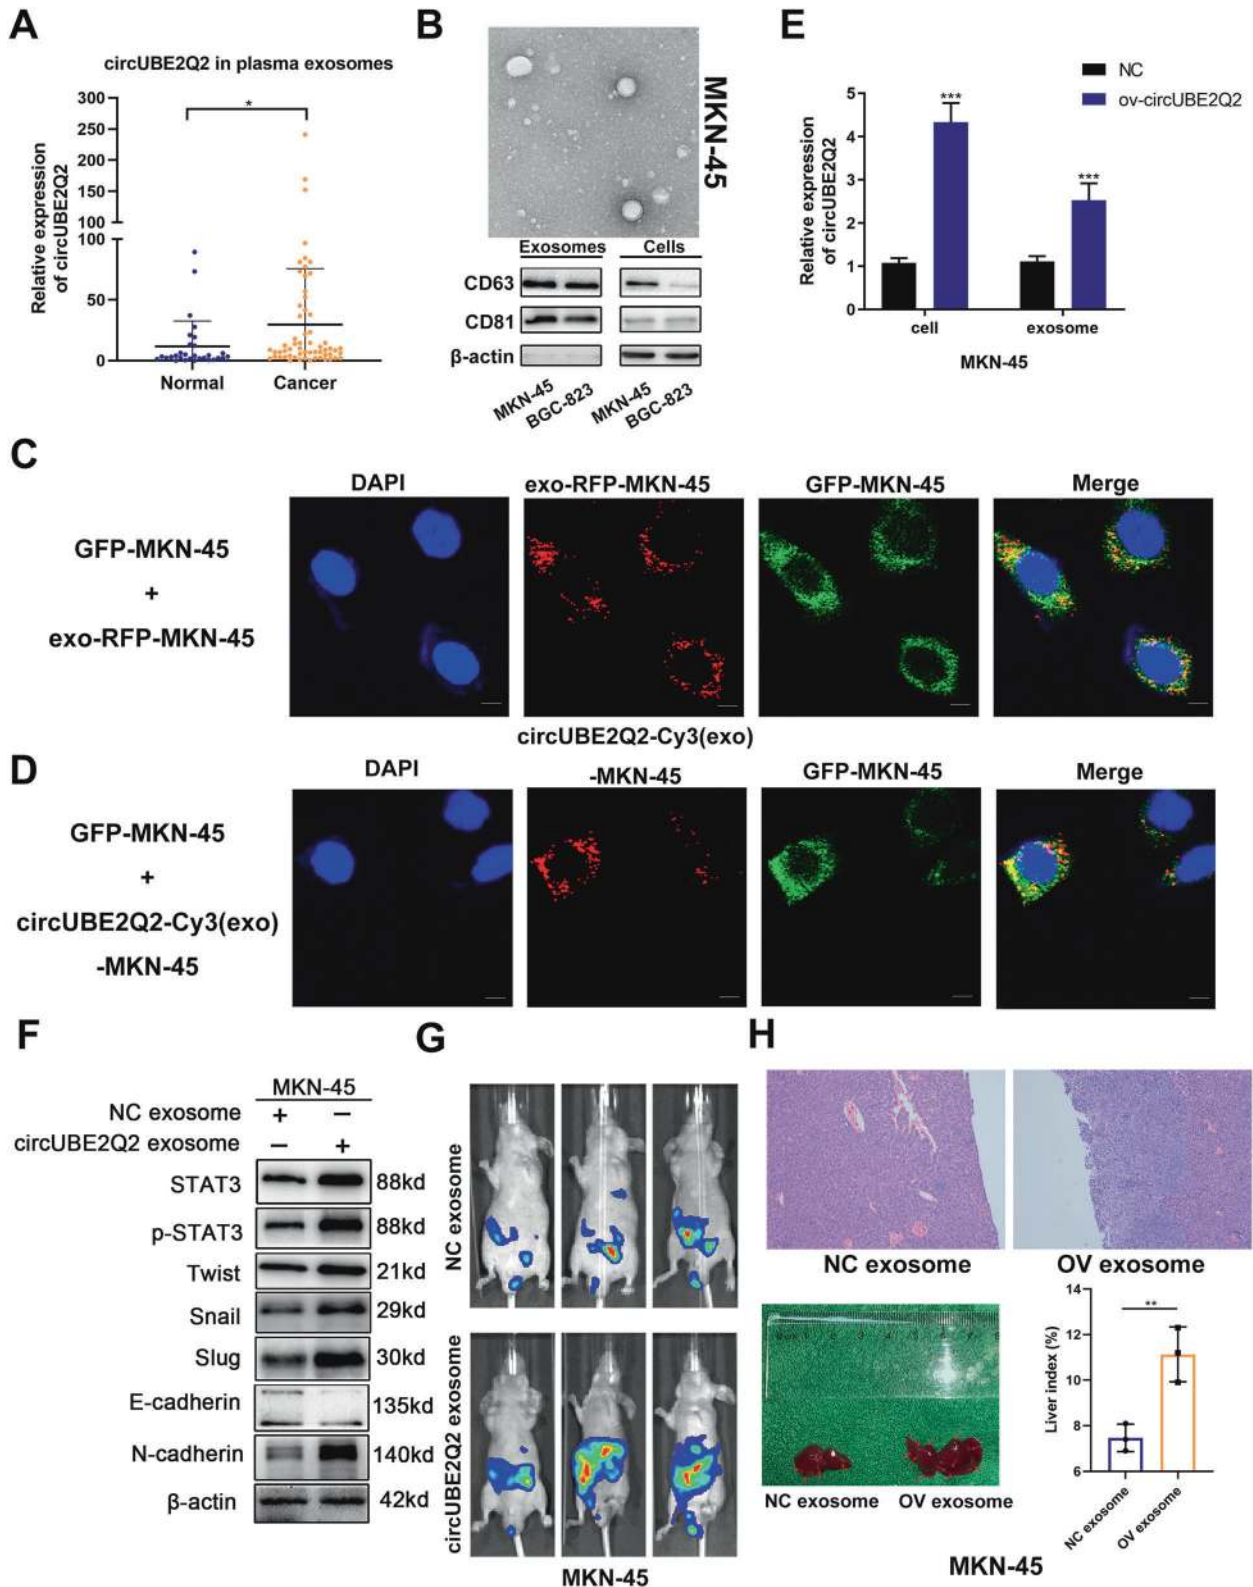 A
circUBE2Q2 in plasma exosomes
Relative expression
of circUBE2Q2
300
250
200
150
100
100
50
0
*
Normal
Cancer
B
MKN-45
Exosomes
Cells
CD63
CD81
β-actin
MKN-45
BGC-823
MKN-45
BGC-823
E
NC
ov-circUBE2Q2
Relative expression
of circUBE2Q2
5
4
3
2
1
0
***
***
cell
exosome
MKN-45
C
DAPI
exo-RFP-MKN-45
GFP-MKN-45
Merge
GFP-MKN-45
+
exo-RFP-MKN-45
D
DAPI
circUBE2Q2-Cy3(exo)
-MKN-45
GFP-MKN-45
Merge
GFP-MKN-45
+
circUBE2Q2-Cy3(exo)
-MKN-45
F
MKN-45
NC exosome + −
circUBE2Q2 exosome − +
STAT3 88kd
p-STAT3 88kd
Twist 21kd
Snail 29kd
Slug 30kd
E-cadherin 135kd
N-cadherin 140kd
β-actin 42kd
G
NC exosome
circUBE2Q2 exosome
MKN-45
H
NC exosome
OV exosome
NC exosome
OV exosome
Liver index (%)
14
12
10
8
6
**
NC exosome
OV exosome
MKN-45